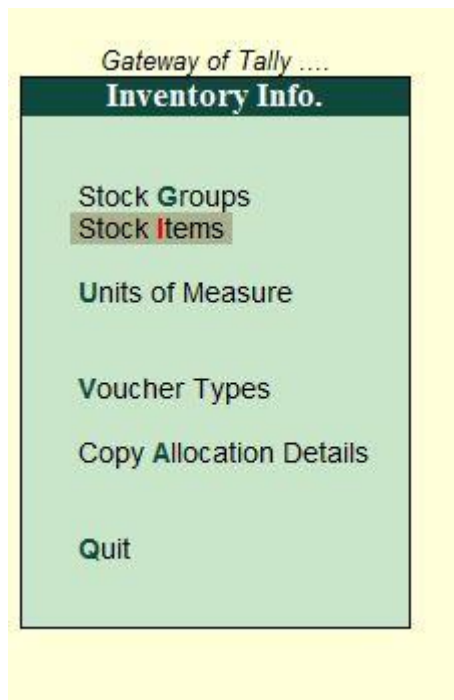 Gateway of Tally ....
Inventory Info.
Stock Groups
Stock Items
Units of Measure
Voucher Types
Copy Allocation Details
Quit